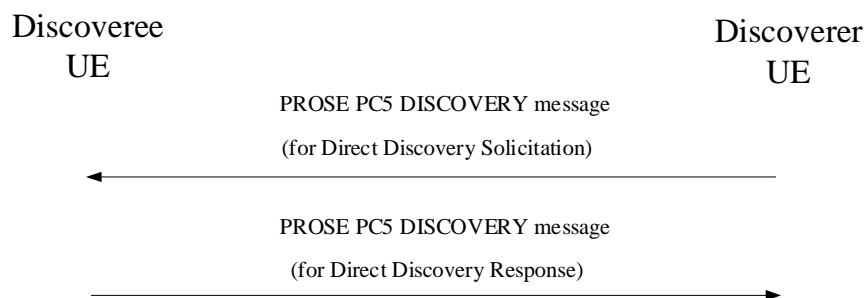 Discoveree
UE
Discoverer
UE
PROSE PC5 DISCOVERY message
(for Direct Discovery Solicitation)
PROSE PC5 DISCOVERY message
(for Direct Discovery Response)